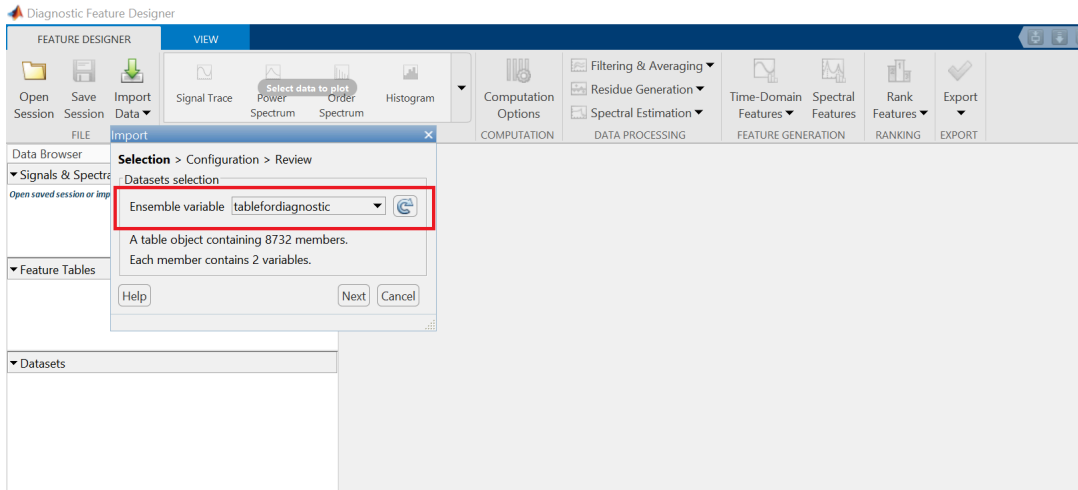 Diagnostic Feature Designer
FEATURE DESIGNER VIEW
Open Session
Save Session
Import Data
Signal Trace
Power Spectrum
Order Spectrum
Select data to plot
Histogram
Computation Options
Filtering & Averaging
Residue Generation
Spectral Estimation
Time-Domain Features
Spectral Features
Rank Features
Export
FILE
COMPUTATION
DATA PROCESSING
FEATURE GENERATION
RANKING
EXPORT
Data Browser
Signals & Spectra
Open saved session or imp
Feature Tables
Datasets
Import
Selection > Configuration > Review
Datasets selection
Ensemble variable tablefordiagnostic
A table object containing 8732 members.
Each member contains 2 variables.
Help Next Cancel